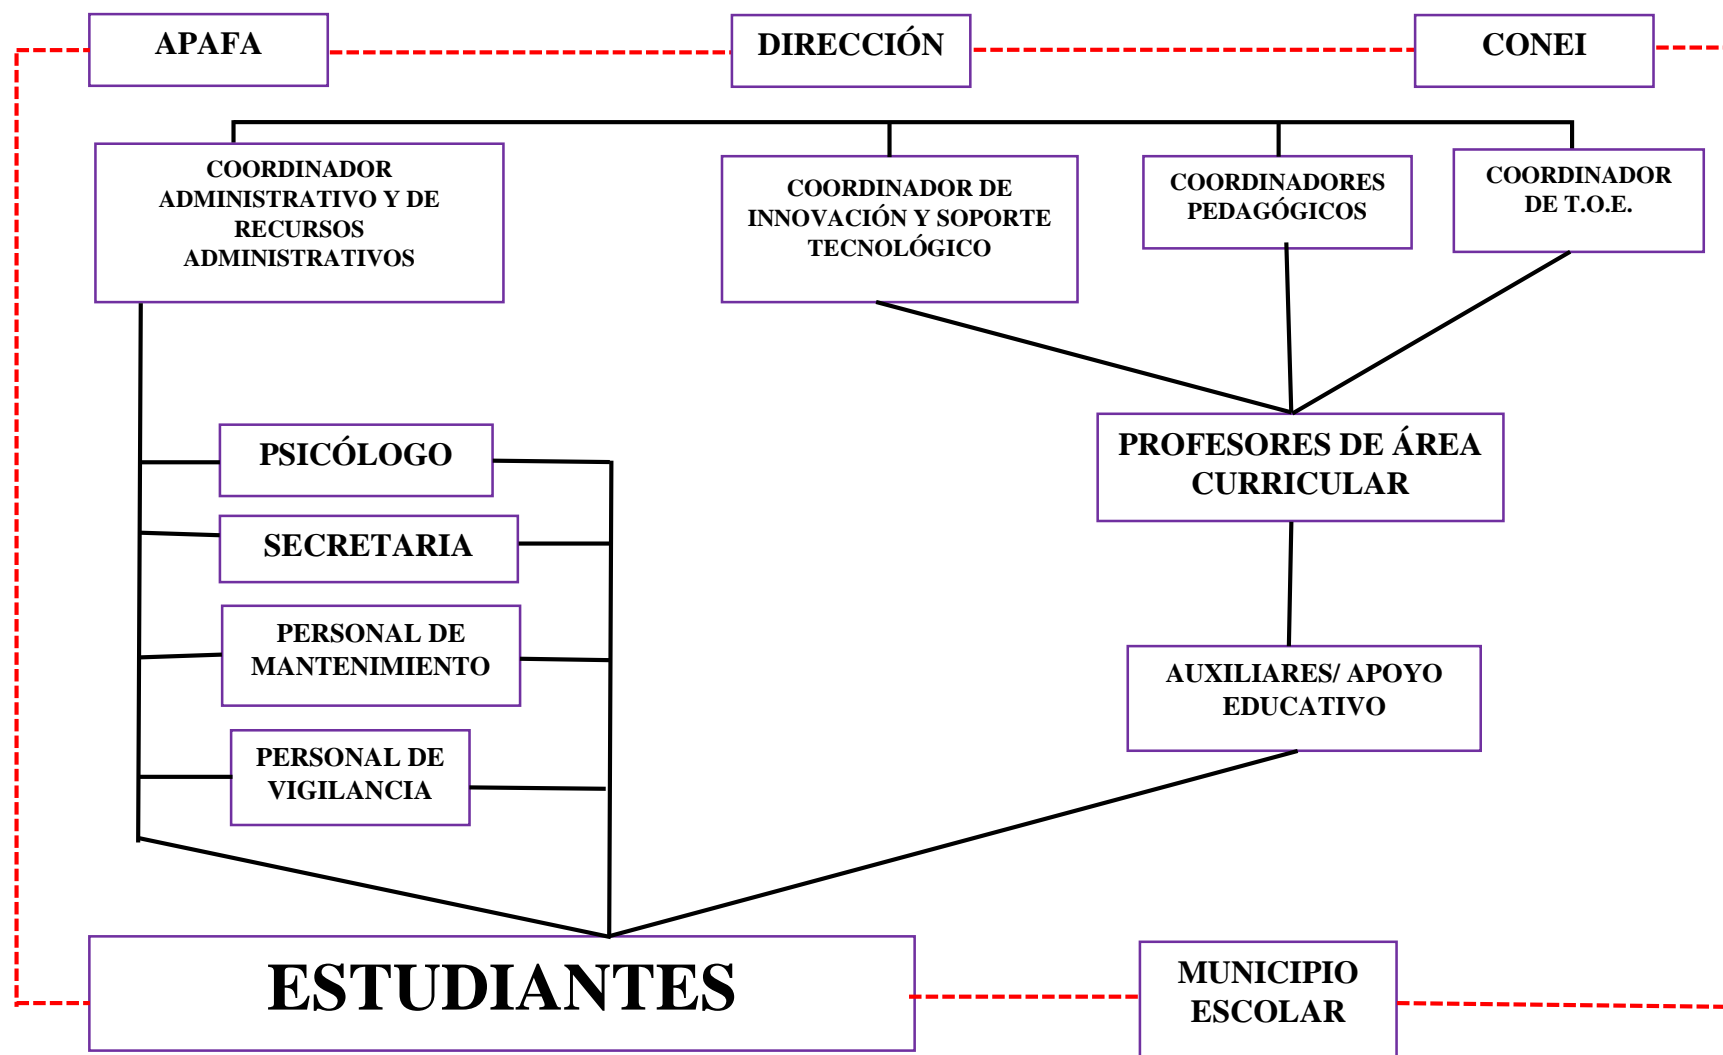 APAFA
DIRECCIÓN
CONEI
COORDINADOR
ADMINISTRATIVO Y DE
RECURSOS
ADMINISTRATIVOS
COORDINADOR DE
INNOVACIÓN Y SOPORTE
TECNOLÓGICO
COORDINADORES
PEDAGÓGICOS
COORDINADOR
DE T.O.E.
PSICÓLOGO
SECRETARIA
PERSONAL DE
MANTENIMIENTO
PERSONAL DE
VIGILANCIA
PROFESORES DE ÁREA
CURRICULAR
AUXILIARES/ APOYO
EDUCATIVO
ESTUDIANTES
MUNICIPIO
ESCOLAR